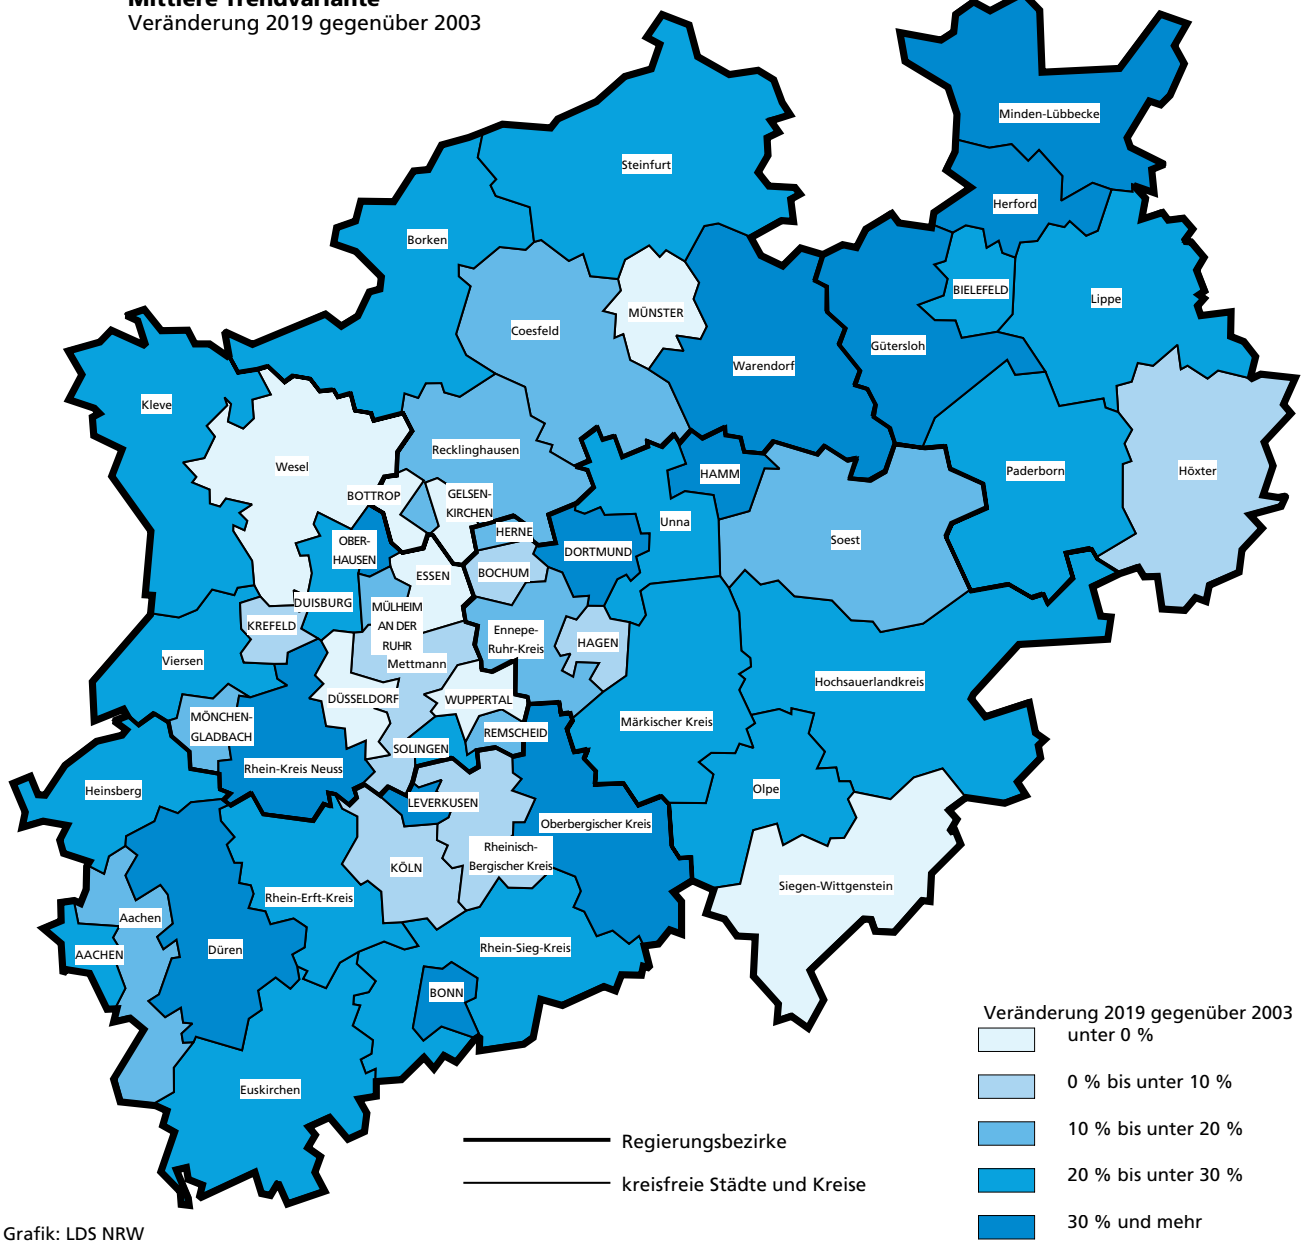 Mittlere Trendvariante
Veränderung 2019 gegenüber 2003
Minden-Lübbecke
Steinfurt
Herford
Borken
BIELEFELD
Lippe
MÜNSTER
Coesfeld
Gütersloh
Warendorf
Kleve
Recklinghausen
Wesel
Paderborn
Höxter
HAMM
BOTTROP
GELSEN-
KIRCHEN
Unna
HERNE
Soest
OBER-
HAUSEN
DORTMUND
ESSEN
BOCHUM
DUISBURG
MÜLHEIM
AN DER
RUHR
KREFELD
Ennepe-
Ruhr-Kreis
HAGEN
Viersen
Mettmann
Hochsauerlandkreis
DÜSSELDORF
WUPPERTAL
MÖNCHEN-
GLADBACH
Märkischer Kreis
REMSCHEID
SOLINGEN
Rhein-Kreis Neuss
Heinsberg
Olpe
LEVERKUSEN
Oberbergischer Kreis
Rheinisch-
Bergischer Kreis
KÖLN
Siegen-Wittgenstein
Rhein-Erft-Kreis
Aachen
Rhein-Sieg-Kreis
Düren
AACHEN
BONN
Euskirchen
Veränderung 2019 gegenüber 2003
unter 0 %
0 % bis unter 10 %
10 % bis unter 20 %
20 % bis unter 30 %
30 % und mehr
Regierungsbezirke
kreisfreie Städte und Kreise
Grafik: LDS NRW